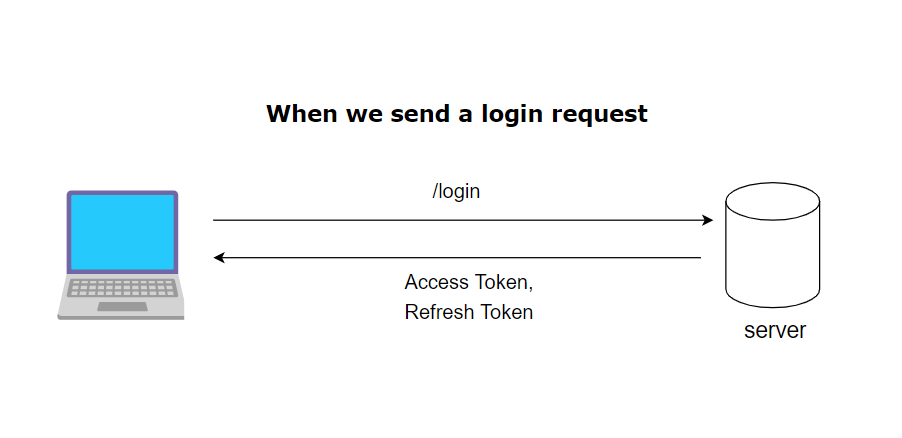 When we send a login request
/login
Access Token,
Refresh Token
server